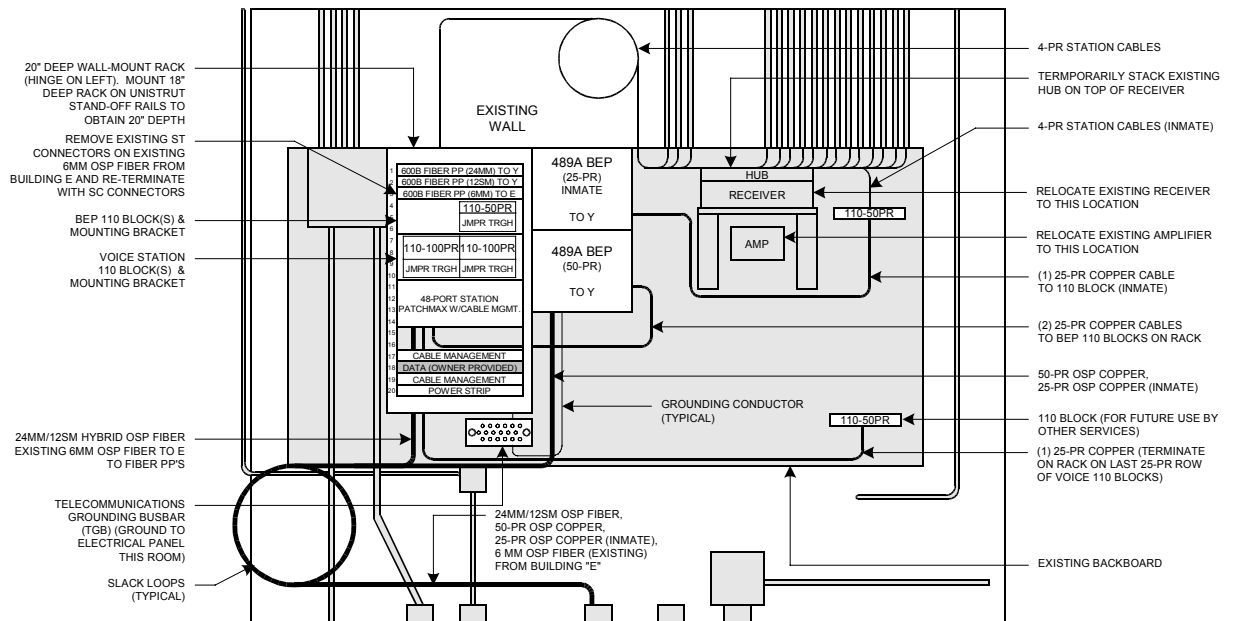 20" DEEP WALL-MOUNT RACK
(HINGE ON LEFT). MOUNT 18"
DEEP RACK ON UNISTRUT
STAND-OFF RAILS TO
OBTAIN 20" DEPTH
REMOVE EXISTING ST
CONNECTORS ON EXISTING
6MM OSP FIBER FROM
BUILDING E AND RE-TERMINATE
WITH SC CONNECTORS
BEP 110 BLOCK(S) &
MOUNTING BRACKET
VOICE STATION
110 BLOCK(S) &
MOUNTING BRACKET
24MM/12SM HYBRID OSP FIBER
EXISTING 6MM OSP FIBER TO E
TO FIBER PP'S
TELECOMMUNICATIONS
GROUNDING BUSBAR
(TGB) (GROUND TO
ELECTRICAL PANEL
THIS ROOM)
SLACK LOOPS
(TYPICAL)
EXISTING
WALL
1
600B FIBER PP (24MM) TO Y
2
600B FIBER PP (12SM) TO Y
3
600B FIBER PP (6MM) TO E
4
110-50PR
5
JMPR TRGH
6
7
110-100PR 110-100PR
8
9
JMPR TRGH JMPR TRGH
10
11
12
48-PORT STATION
13
PATCHMAX W/CABLE MGMT.
14
15
16
17
CABLE MANAGEMENT
18
DATA (OWNER PROVIDED)
19
CABLE MANAGEMENT
20
POWER STRIP
489A BEP
(25-PR)
INMATE
TO Y
489A BEP
(50-PR)
TO Y
HUB
RECEIVER
AMP
110-50PR
GROUNDING CONDUCTOR
(TYPICAL)
110-50PR
24MM/12SM OSP FIBER,
50-PR OSP COPPER,
25-PR OSP COPPER (INMATE),
6 MM OSP FIBER (EXISTING)
FROM BUILDING "E"
4-PR STATION CABLES
TERMPORARILY STACK EXISTING
HUB ON TOP OF RECEIVER
4-PR STATION CABLES (INMATE)
RELOCATE EXISTING RECEIVER
TO THIS LOCATION
RELOCATE EXISTING AMPLIFIER
TO THIS LOCATION
(1) 25-PR COPPER CABLE
TO 110 BLOCK (INMATE)
(2) 25-PR COPPER CABLES
TO BEP 110 BLOCKS ON RACK
50-PR OSP COPPER,
25-PR OSP COPPER (INMATE)
110 BLOCK (FOR FUTURE USE BY
OTHER SERVICES)
(1) 25-PR COPPER (TERMINATE
ON RACK ON LAST 25-PR ROW
OF VOICE 110 BLOCKS)
EXISTING BACKBOARD